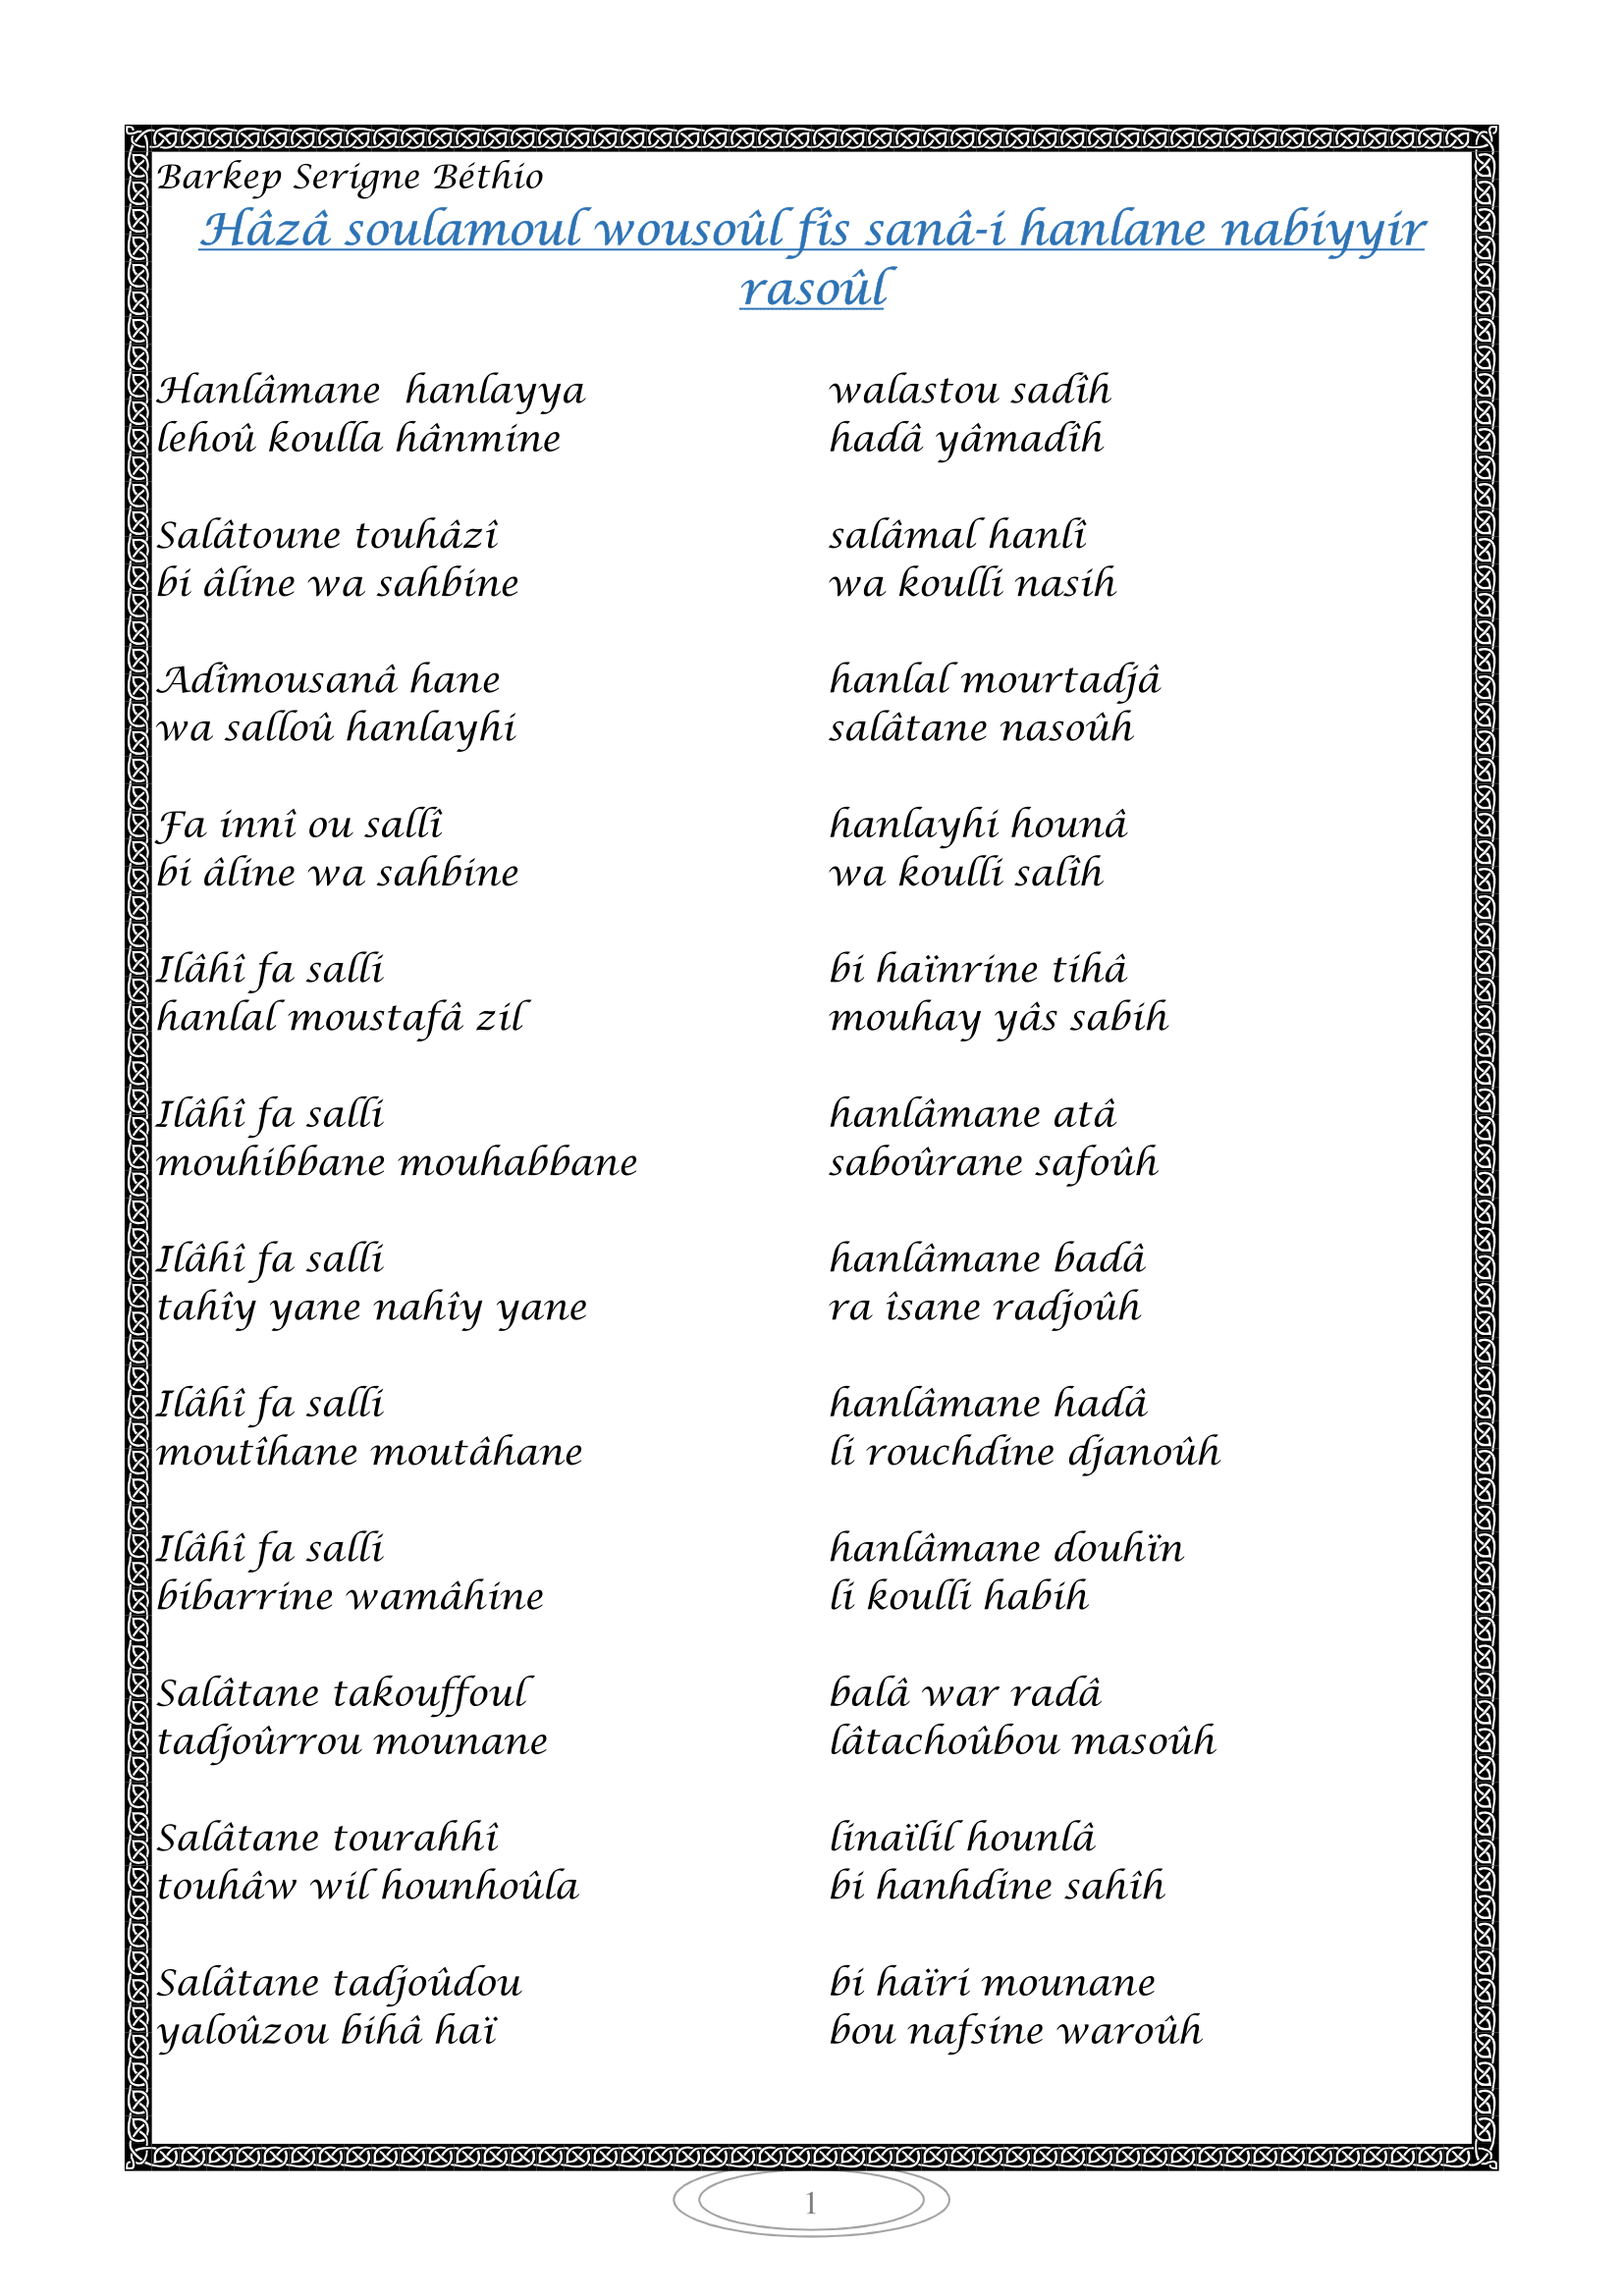 Barkep Serigne Béthio
Hâzâ soulamoul wousoûl fîs sanâ-i hanlane nabiyyir
rasoûl
Hanlâmane hanlayya walastou sadîh
lehoû koulla hânmine hadâ yâmadîh
Salâtoune touhâzî salâmal hanlî
bi âline wa sahbine wa koulli nasih
Adîmousanâ hane hanlal mourtadjâ
wa salloû hanlayhi salâtane nasoûh
Fa innî ou sallî hanlayhi hounâ
bi âline wa sahbine wa koulli salîh
Ilâhî fa salli bi haïnrine tihâ
hanlal moustafâ zil mouhay yâs sabih
Ilâhî fa salli hanlâmane atâ
mouhibbane mouhabbane saboûrane safoûh
Ilâhî fa salli hanlâmane badâ
tahîy yane nahîy yane ra îsane radjoûh
Ilâhî fa salli hanlâmane hadâ
moutîhane moutâhane li rouchdine djanoûh
Ilâhî fa salli hanlâmane douhïn
bibarrine wamâhine li koulli habih
Salâtane takouffoul balâ war radâ
tadjoûrrou mounane lâtachoûbou masoûh
Salâtane tourahhî linaïlil hounlâ
touhâw wil hounhoûla bi hanhdine sahîh
Salâtane tadjoûdou bi haïri mounane
yaloûzou bihâ haï bou nafsine waroûh
1